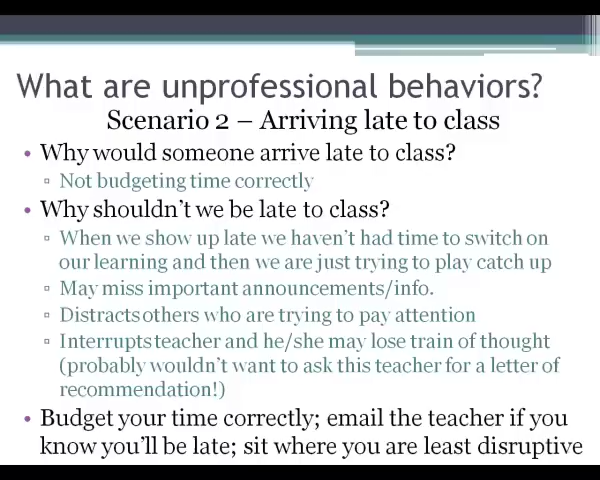 What are unprofessional behaviors?
Scenario 2 – Arriving late to class
• Why would someone arrive late to class?
▫ Not budgeting time correctly
• Why shouldn't we be late to class?
▫ When we show up late we haven't had time to switch on
our learning and then we are just trying to play catch up
▫ May miss important announcements/info.
▫ Distracts others who are trying to pay attention
▫ Interrupts teacher and he/she may lose train of thought
(probably wouldn't want to ask this teacher for a letter of
recommendation!)
• Budget your time correctly; email the teacher if you
know you'll be late; sit where you are least disruptive